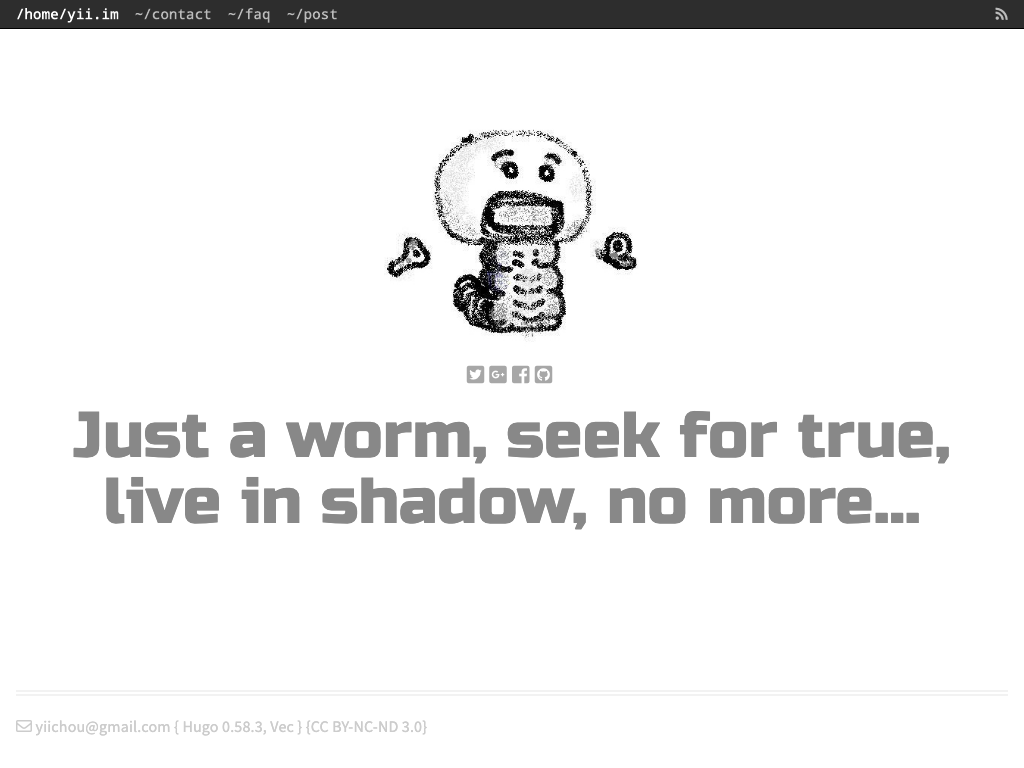 /home/yii.im ~/contact ~/faq ~/post
Just a worm, seek for true,
live in shadow, no more...
yiichou@gmail.com { Hugo 0.58.3, Vec } {CC BY-NC-ND 3.0}